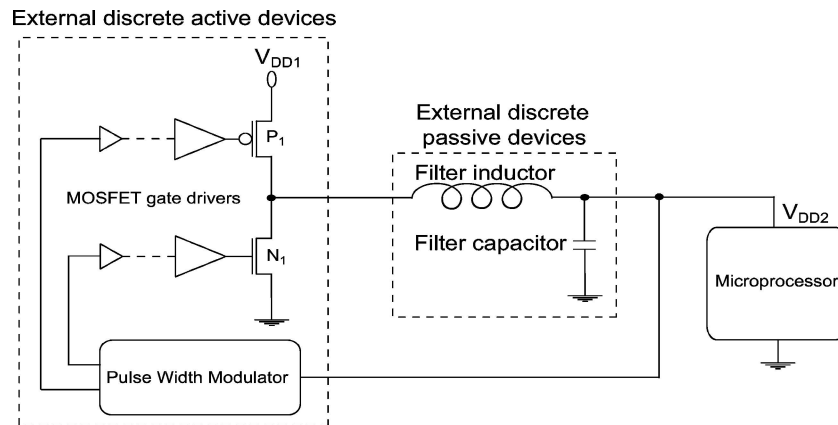 External discrete active devices
VDD1
External discrete
passive devices
P1
Filter inductor
MOSFET gate drivers
VDD2
Filter capacitor
N1
Microprocessor
Pulse Width Modulator